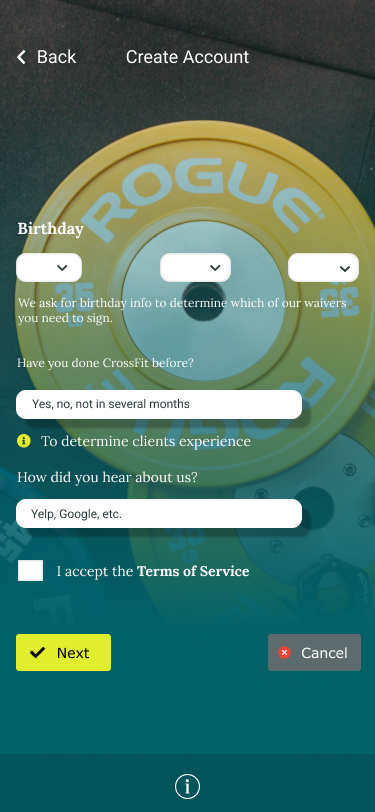 Back
Create Account
ROGUE
35
35
Birthday
We ask for birthday info to determine which of our waivers
you need to sign.
Have you done CrossFit before?
Yes, no, not in several months
To determine clients experience
How did you hear about us?
Yelp, Google, etc.
I accept the Terms of Service
Next
Cancel